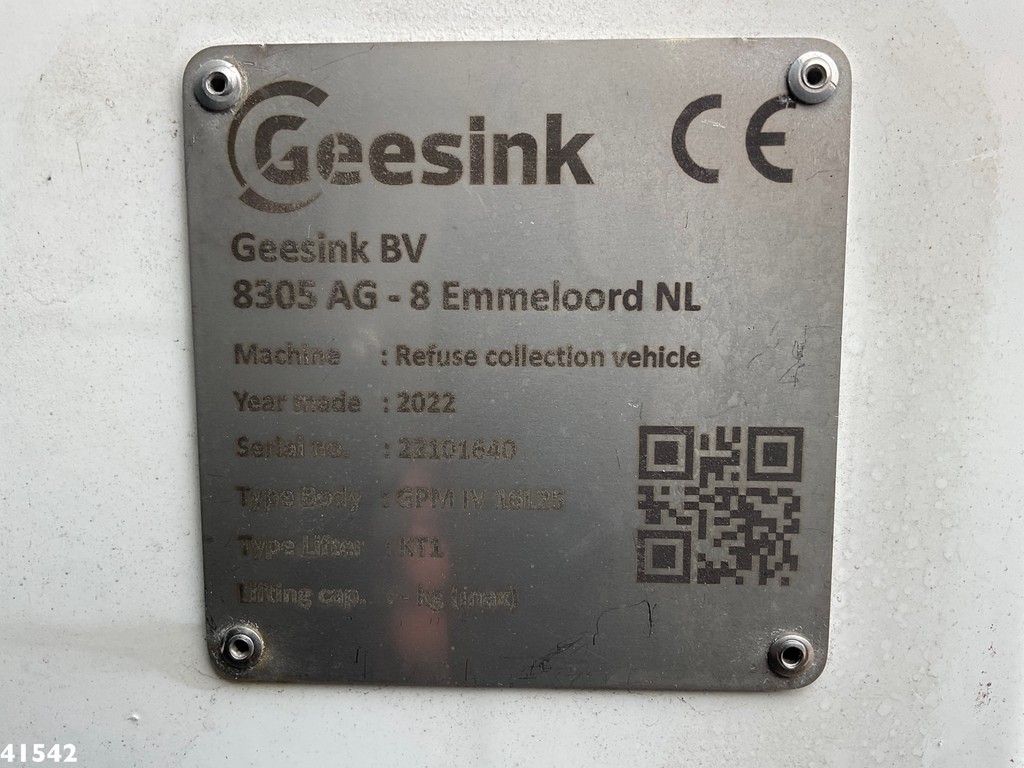 Geesink CE
Geesink BV
8305 AG - 8 Emmeloord NL
Machine : Refuse collection vehicle
Year made : 2022
Serial no. : 22101640
Type Body : GPM IV 16L25
Type Lifter : KT1
Lifting cap. : - kg (max)
41542